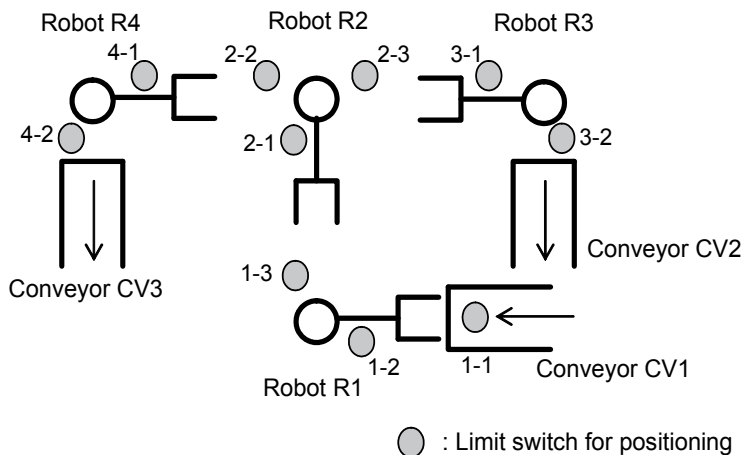 Robot R4
Robot R2
Robot R3
4-1
2-2
2-3
3-1
4-2
2-1
3-2
Conveyor CV2
1-3
Conveyor CV3
1-2
1-1
Conveyor CV1
Robot R1
: Limit switch for positioning